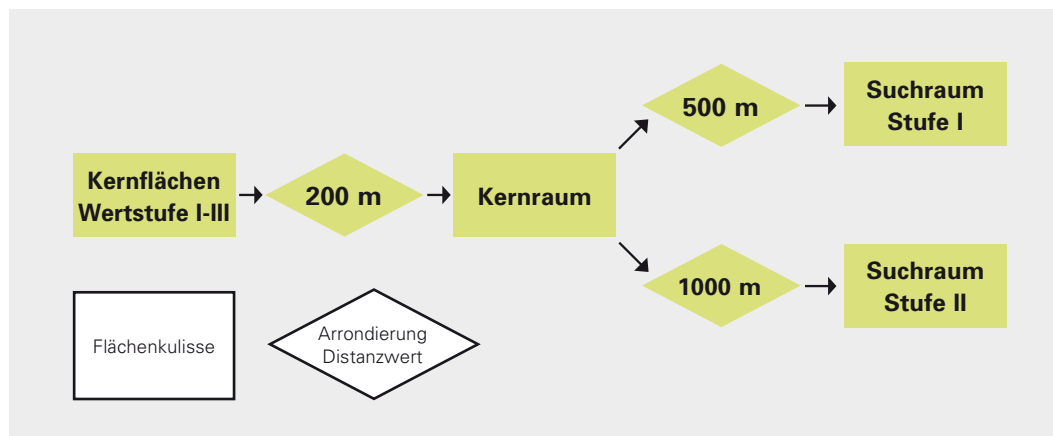 Kernflächen
Wertstufe I-III
200 m
Kernraum
500 m
Suchraum
Stufe I
1000 m
Suchraum
Stufe II
Flächenkulisse
Arrondierung
Distanzwert